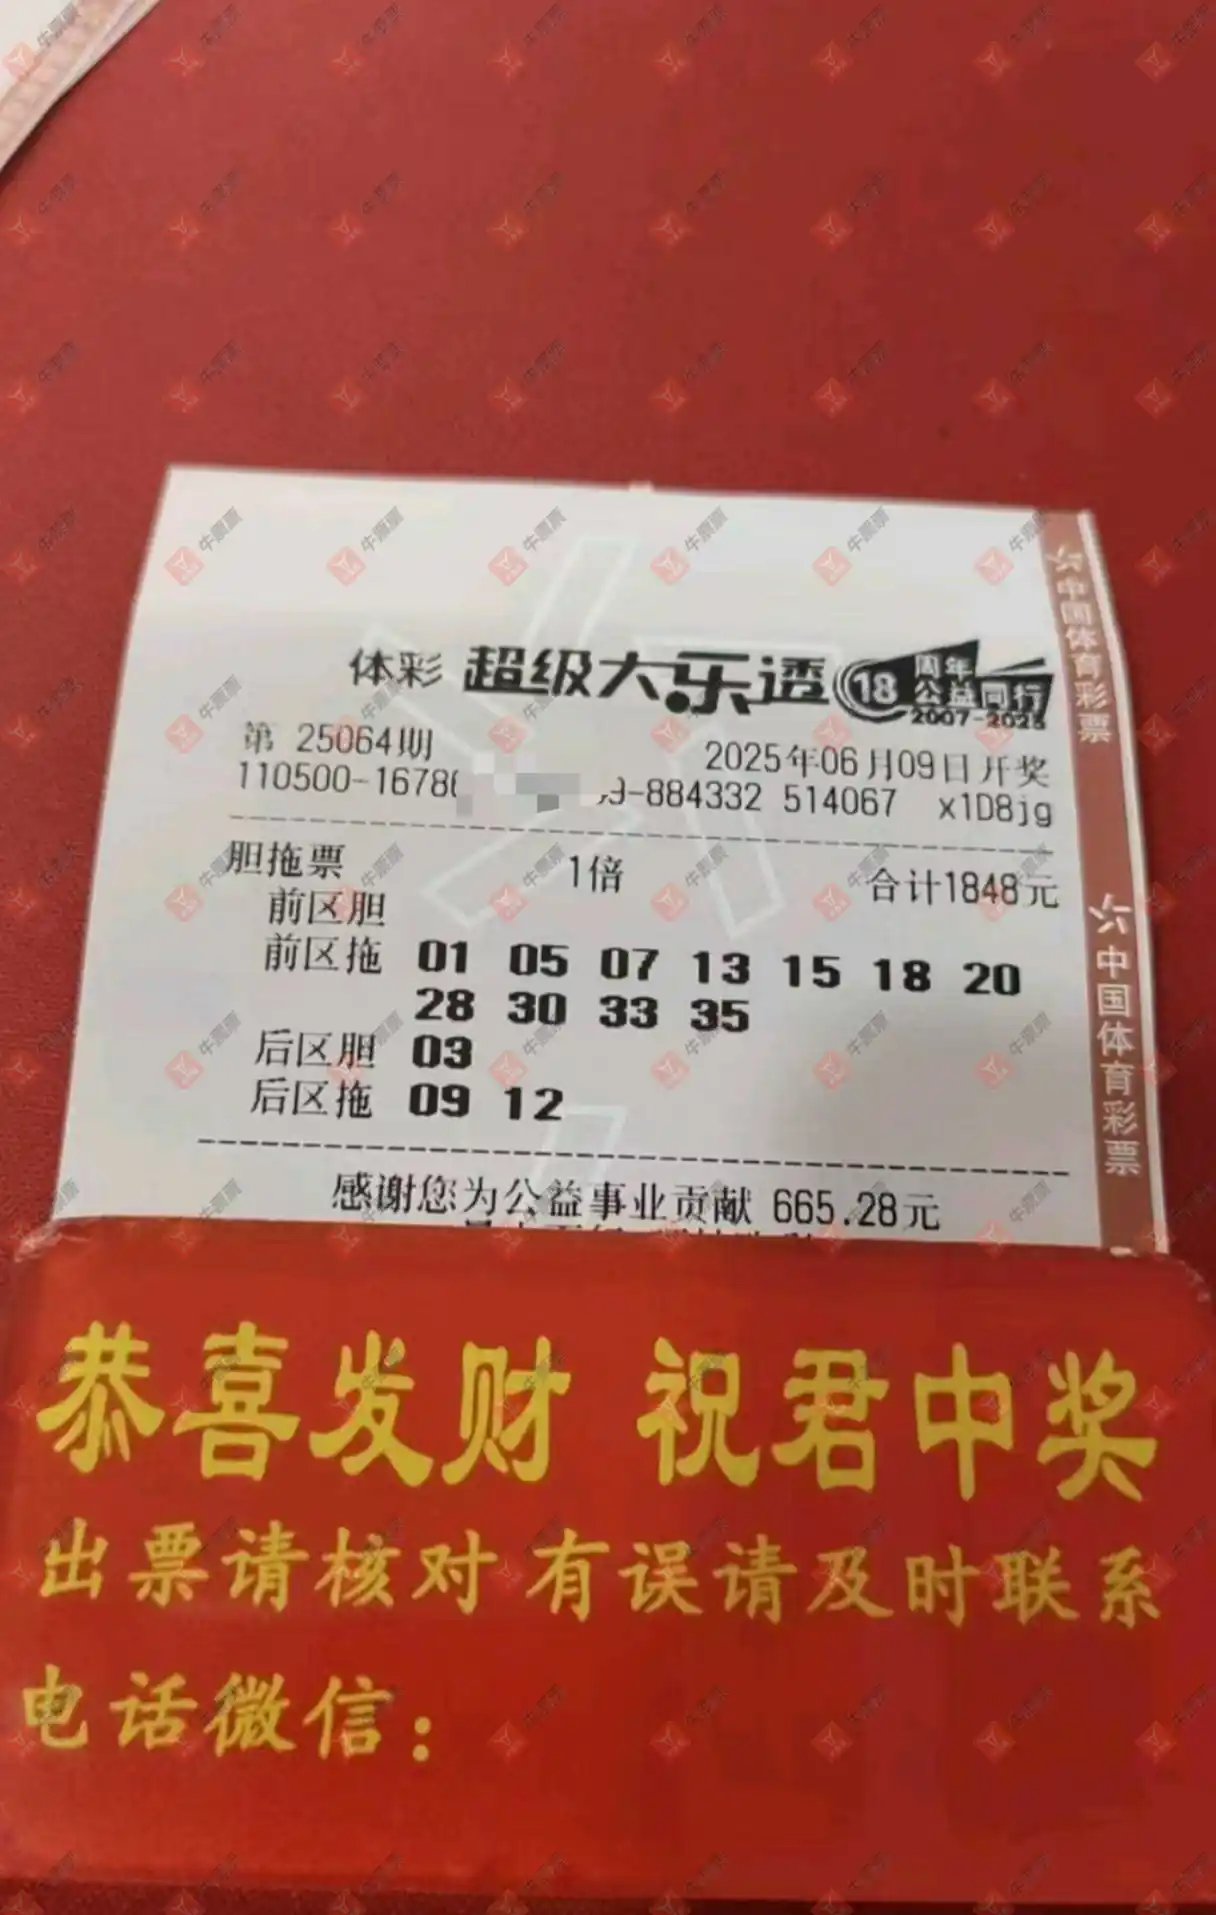 体彩 超级大乐透 18 周年 公益同行 2007-2025
第 25064期 2025年06月09日开奖
110500-16786 9-884332 514067 x1D8jg
胆拖票 1倍 合计1848元
前区胆
前区拖 01 05 07 13 15 18 20
28 30 33 35
后区胆 03
后区拖 09 12
感谢您为公益事业贡献 665.28元
中国体育彩票
中国体育彩票
恭喜发财 祝君中奖
出票请核对 有误请及时联系
电话微信：
牛票票